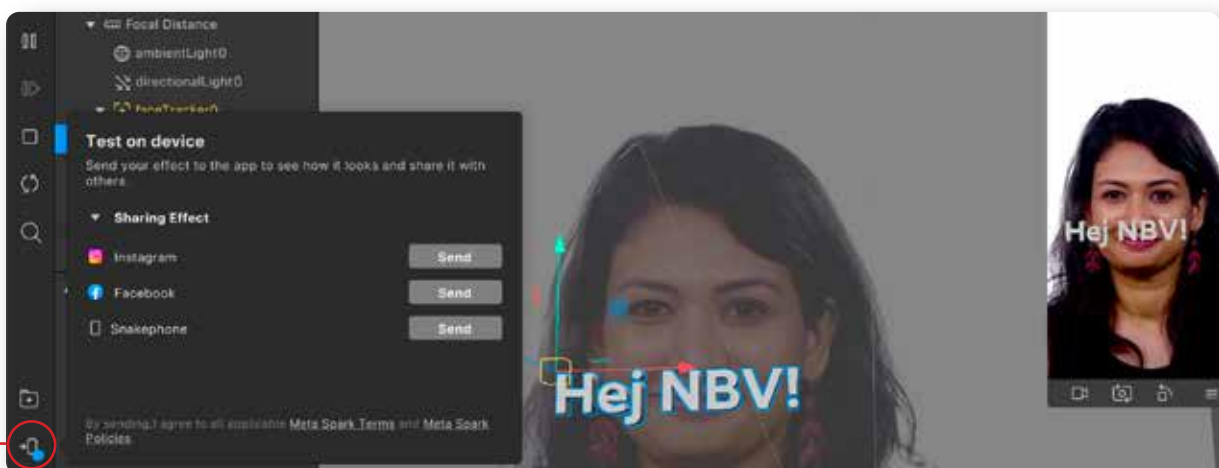 Focal Distance
ambientLight0
directionalLight0
faceTracker0
Test on device
Send your effect to the app to see how it looks and share it with
others.
Sharing Effect
Instagram
Send
Facebook
Send
Snakephone
Send
By sending, I agree to all applicable Meta Spark Terms and Meta Spark
Policies.
Hej NBV!
Hej NBV!